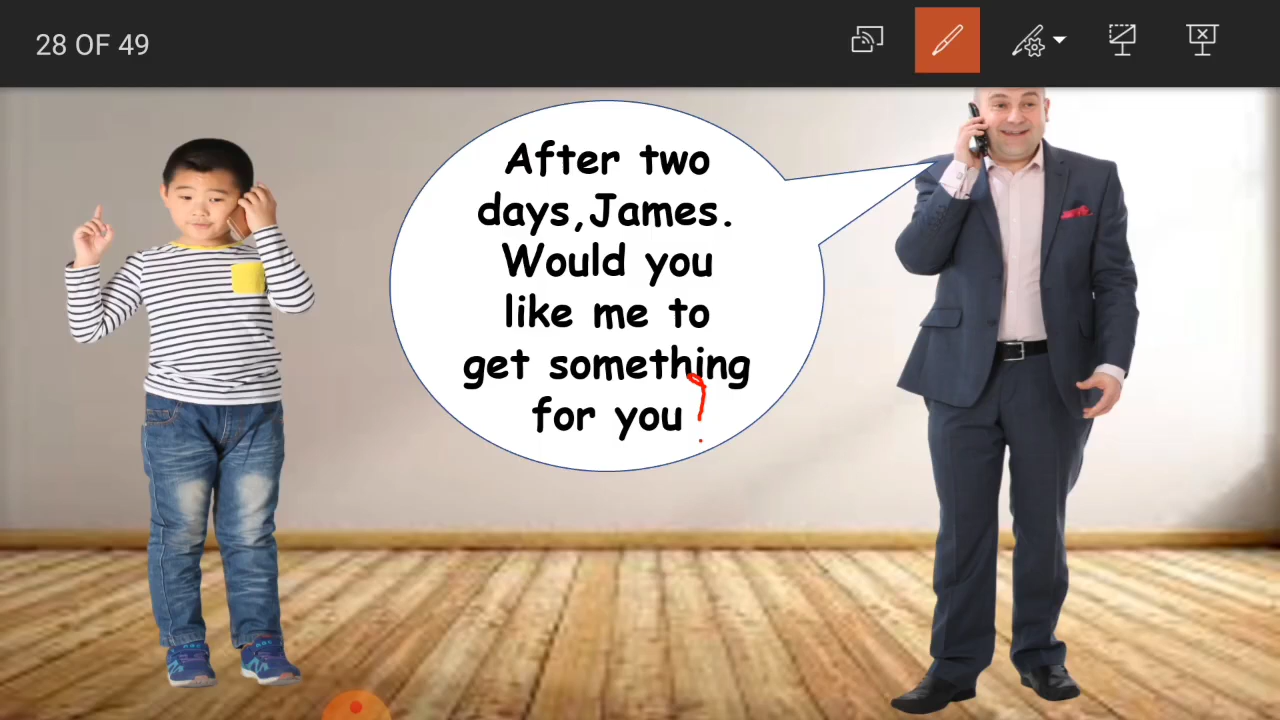 28 OF 49
After two
days,James.
Would you
like me to
get something
for you?